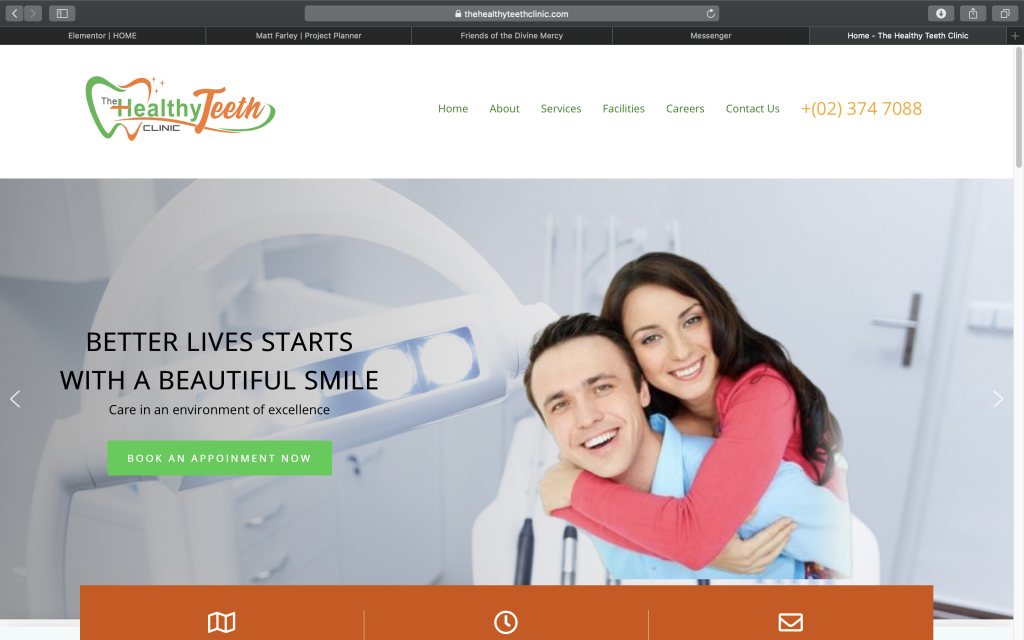 thehealthyteethclinic.com
Elementor | HOME
Matt Farley | Project Planner
Friends of the Divine Mercy
Messenger
Home - The Healthy Teeth Clinic
The Healthy Teeth
CLINIC
Home
About
Services
Facilities
Careers
Contact Us
+(02) 374 7088
BETTER LIVES STARTS
WITH A BEAUTIFUL SMILE
Care in an environment of excellence
BOOK AN APPOINMENT NOW